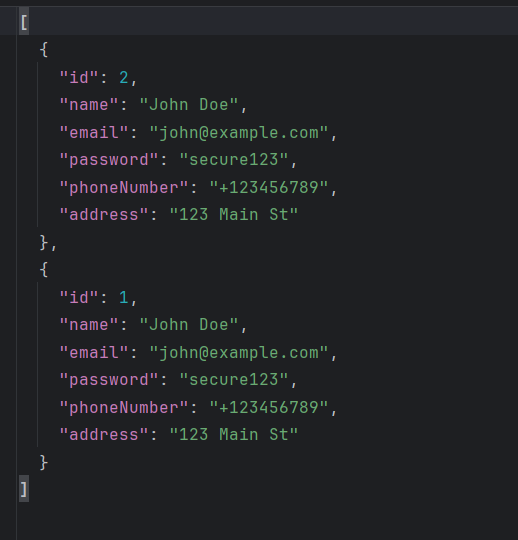 [
  {
    "id": 2,
    "name": "John Doe",
    "email": "john@example.com",
    "password": "secure123",
    "phoneNumber": "+123456789",
    "address": "123 Main St"
  },
  {
    "id": 1,
    "name": "John Doe",
    "email": "john@example.com",
    "password": "secure123",
    "phoneNumber": "+123456789",
    "address": "123 Main St"
  }
]